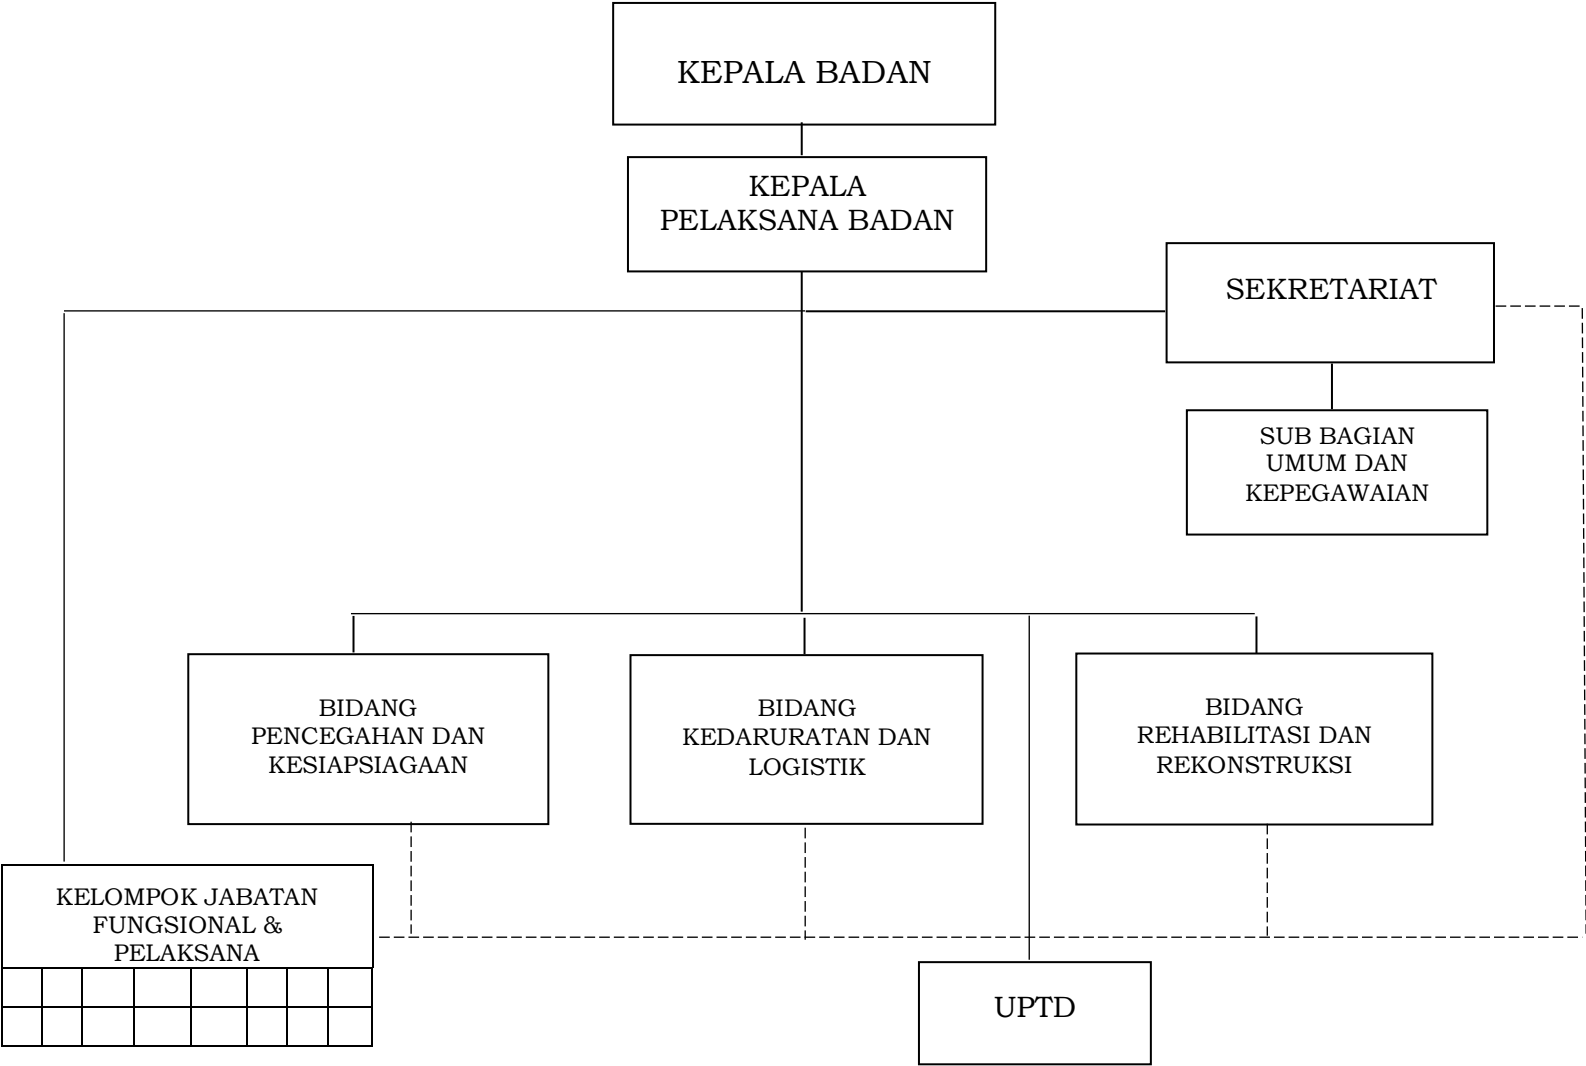 KEPALA BADAN
KEPALA
PELAKSANA BADAN
SEKRETARIAT
SUB BAGIAN
UMUM DAN
KEPEGAWAIAN
BIDANG
PENCEGAHAN DAN
KESIAPSIAGAAN
BIDANG
KEDARURATAN DAN
LOGISTIK
BIDANG
REHABILITASI DAN
REKONSTRUKSI
KELOMPOK JABATAN
FUNGSIONAL &
PELAKSANA
UPTD